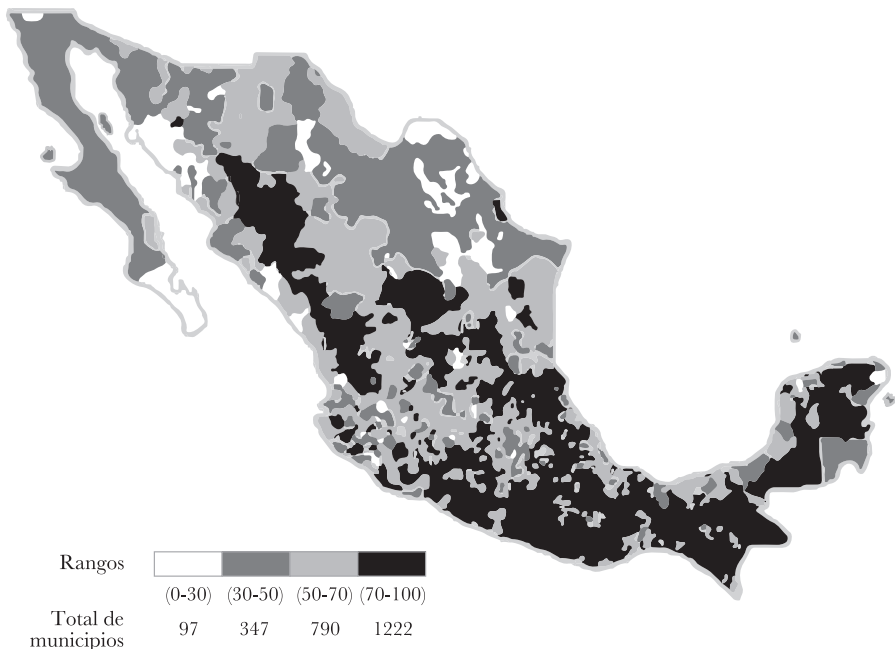 Rangos
(0-30) (30-50) (50-70) (70-100)
Total de
municipios 97 347 790 1222